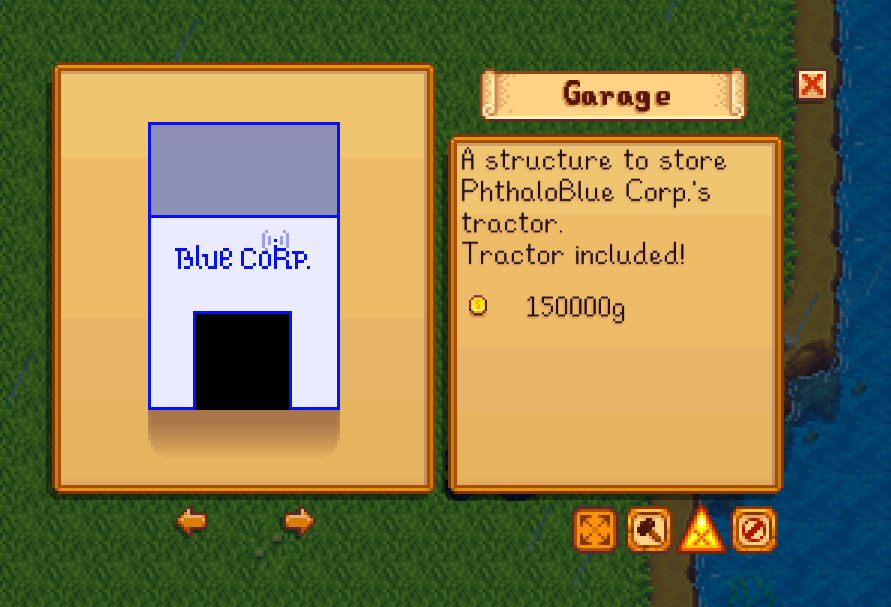 Garage
A structure to store
PhthaloBlue Corp.'s
tractor.
Tractor included!
150000g
Blue CoRP.